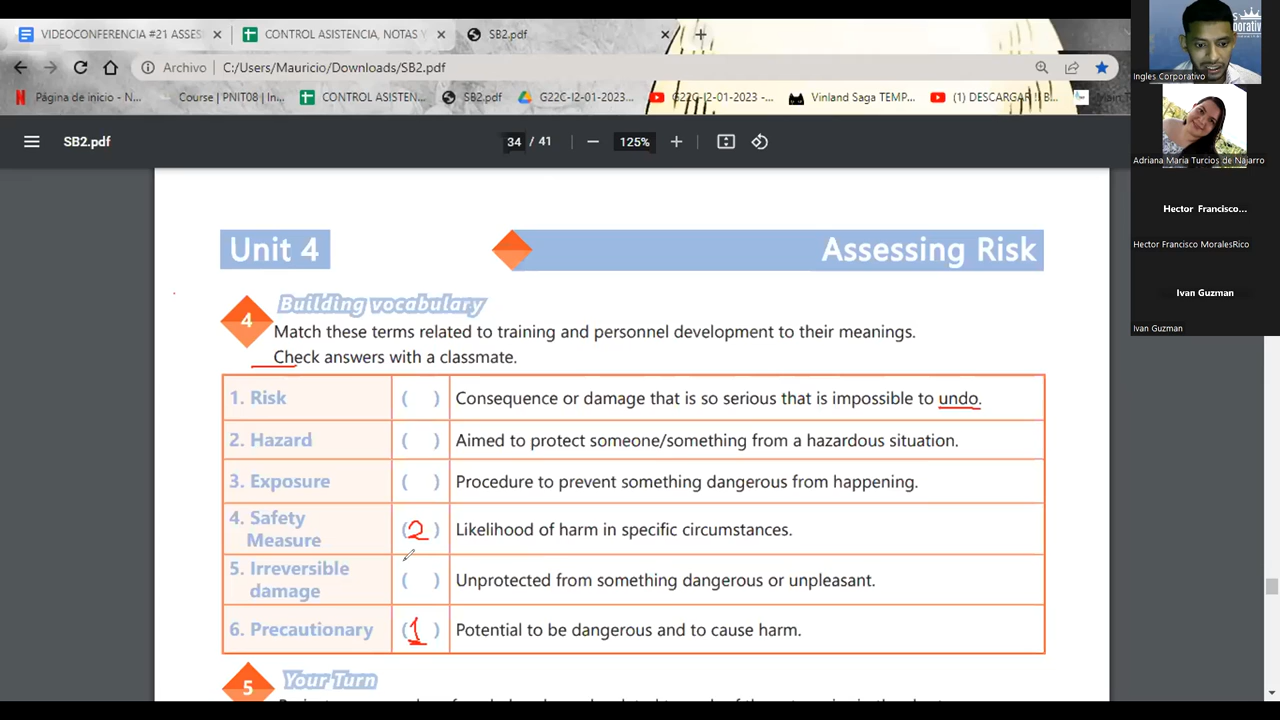 VIDEOCONFERENCIA #21 ASSES
CONTROL ASISTENCIA, NOTAS Y
SB2.pdf
Archivo
C:/Users/Mauricio/Downloads/SB2.pdf
Página de inicio - N...
Course | PNIT08 | In...
CONTROL ASISTEN...
SB2.pdf
G22C-I2-01-2023 ...
G22C-I2-01-2023 -...
Vinland Saga TEMP...
(1) DESCARGAR !! B...
SB2.pdf
34 / 41
125%
Ingles Corporativo
Adriana Maria Turcios de Najarro
Hector Francisco...
Hector Francisco MoralesRico
Ivan Guzman
Ivan Guzman
Unit 4
Assessing Risk
4
Building vocabulary
Match these terms related to training and personnel development to their meanings.
Check answers with a classmate.
1. Risk ( ) Consequence or damage that is so serious that is impossible to undo.
2. Hazard ( ) Aimed to protect someone/something from a hazardous situation.
3. Exposure ( ) Procedure to prevent something dangerous from happening.
4. Safety Measure (2) Likelihood of harm in specific circumstances.
5. Irreversible damage ( ) Unprotected from something dangerous or unpleasant.
6. Precautionary (1) Potential to be dangerous and to cause harm.
5
Your Turn